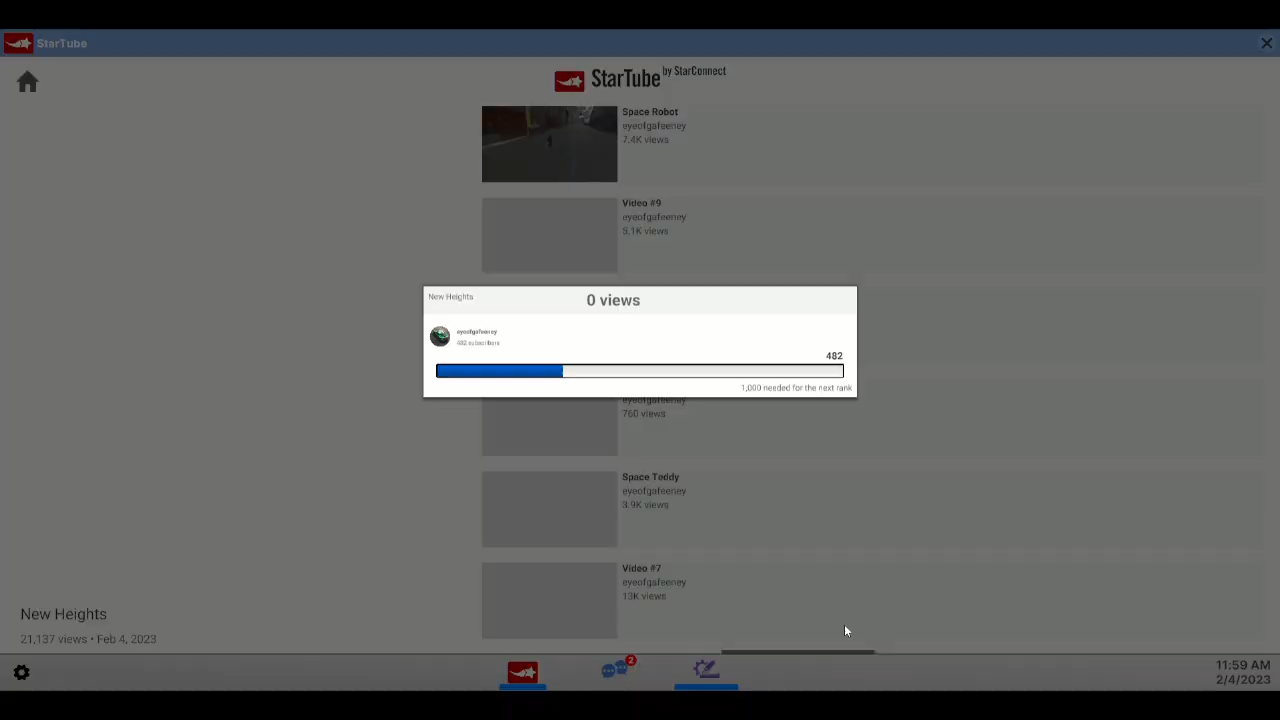 StarTube
StarTube by StarConnect
Space Robot
eyeofgafeeney
7.4K views
Video #9
eyeofgafeeney
5.1K views
New Heights
0 views
eyeofgafeeney
482 subscribers
482
1,000 needed for the next rank
eyeofgafeeney
760 views
Space Teddy
eyeofgafeeney
3.9K views
Video #7
eyeofgafeeney
13K views
New Heights
21,137 views • Feb 4, 2023
2
11:59 AM
2/4/2023